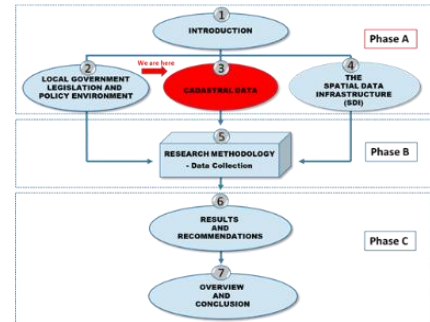 1
INTRODUCTION
Phase A
2
We are here
3
4
LOCAL GOVERNMENT
LEGISLATION AND
POLICY ENVIRONMENT
CADASTRAL DATA
THE
SPATIAL DATA
INFRASTRUCTURE
(SDI)
5
RESEARCH METHODOLOGY
- Data Collection
Phase B
6
RESULTS
AND
RECOMMENDATIONS
Phase C
7
OVERVIEW
AND
CONCLUSION